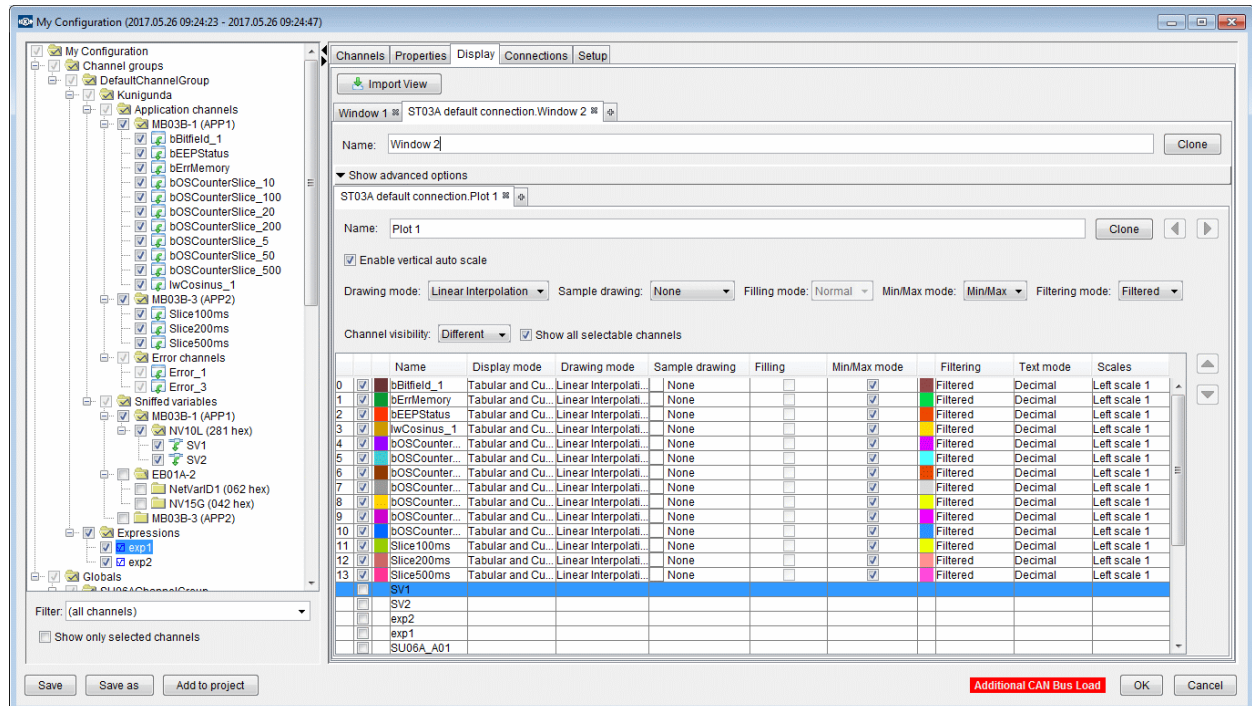 My Configuration (2017.05.26 09:24:23 - 2017.05.26 09:24:47)
My Configuration
Channel groups
DefaultChannelGroup
Kunigunda
Application channels
MB03B-1 (APP1)
bBitfield_1
bEEPStatus
bErrMemory
bOSCounterSlice_10
bOSCounterSlice_100
bOSCounterSlice_20
bOSCounterSlice_200
bOSCounterSlice_5
bOSCounterSlice_50
bOSCounterSlice_500
lwCosinus_1
MB03B-3 (APP2)
Slice100ms
Slice200ms
Slice500ms
Error channels
Error_1
Error_3
Sniffed variables
MB03B-1 (APP1)
NV10L (281 hex)
SV1
SV2
EB01A-2
NetVarID1 (062 hex)
NV15G (042 hex)
MB03B-3 (APP2)
Expressions
exp1
exp2
Globals
SU06AChannelGroup
Filter: (all channels)
Show only selected channels
Channels Properties Display Connections Setup
Import View
Window 1 ST03A default connection.Window 2
Name: Window 2 Clone
Show advanced options
ST03A default connection.Plot 1
Name: Plot 1 Clone
Enable vertical auto scale
Drawing mode: Linear Interpolation Sample drawing: None Filling mode: Normal Min/Max mode: Min/Max Filtering mode: Filtered
Channel visibility: Different Show all selectable channels
Name Display mode Drawing mode Sample drawing Filling Min/Max mode Filtering Text mode Scales
0 bBitfield_1 Tabular and Cu... Linear Interpolati... None Filtered Decimal Left scale 1
1 bErrMemory Tabular and Cu... Linear Interpolati... None Filtered Decimal Left scale 1
2 bEEPStatus Tabular and Cu... Linear Interpolati... None Filtered Decimal Left scale 1
3 lwCosinus_1 Tabular and Cu... Linear Interpolati... None Filtered Decimal Left scale 1
4 bOSCounter... Tabular and Cu... Linear Interpolati... None Filtered Decimal Left scale 1
5 bOSCounter... Tabular and Cu... Linear Interpolati... None Filtered Decimal Left scale 1
6 bOSCounter... Tabular and Cu... Linear Interpolati... None Filtered Decimal Left scale 1
7 bOSCounter... Tabular and Cu... Linear Interpolati... None Filtered Decimal Left scale 1
8 bOSCounter... Tabular and Cu... Linear Interpolati... None Filtered Decimal Left scale 1
9 bOSCounter... Tabular and Cu... Linear Interpolati... None Filtered Decimal Left scale 1
10 bOSCounter... Tabular and Cu... Linear Interpolati... None Filtered Decimal Left scale 1
11 Slice100ms Tabular and Cu... Linear Interpolati... None Filtered Decimal Left scale 1
12 Slice200ms Tabular and Cu... Linear Interpolati... None Filtered Decimal Left scale 1
13 Slice500ms Tabular and Cu... Linear Interpolati... None Filtered Decimal Left scale 1
SV1
SV2
exp2
exp1
SU06A_A01
Save Save as Add to project Additional CAN Bus Load OK Cancel